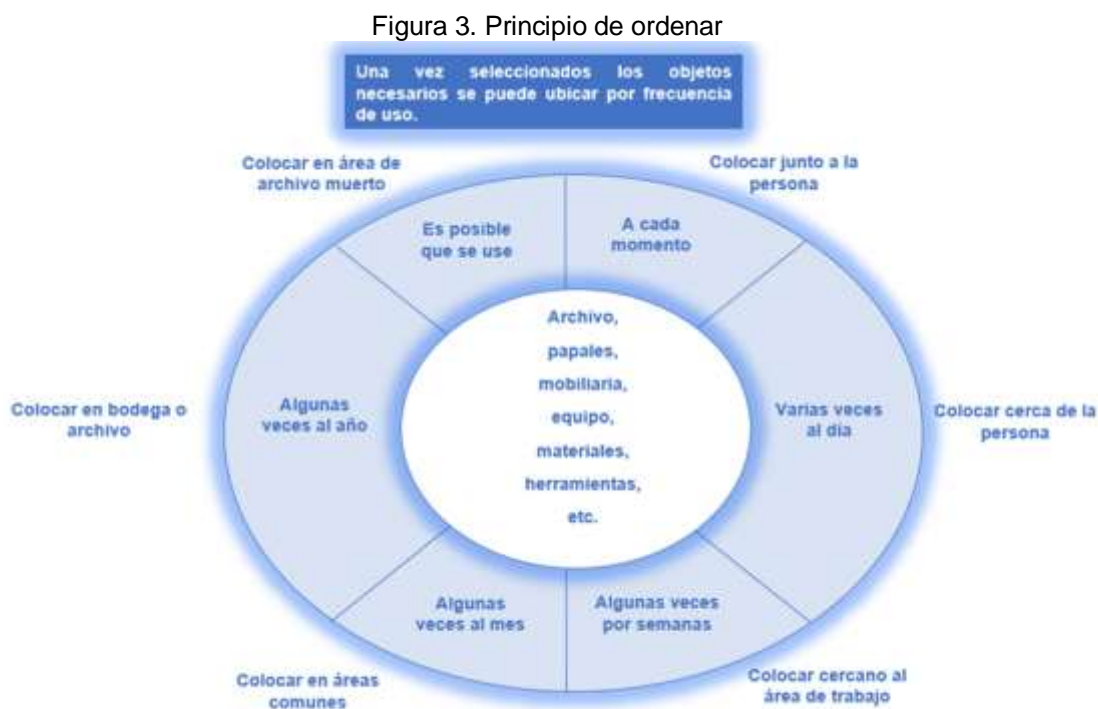 Figura 3. Principio de ordenar
Una vez seleccionados los objetos
necesarios se puede ubicar por frecuencia
de uso.
Colocar en área de
archivo muerto
Colocar junto a la
persona
Es posible
que se use
A cada
momento
Archivo,
papales,
mobiliaria,
equipo,
materiales,
herramientas,
etc.
Colocar en bodega o
archivo
Algunas
veces al año
Varias veces
al día
Colocar cerca de la
persona
Algunas
veces al mes
Algunas veces
por semanas
Colocar en áreas
comunes
Colocar cercano al
área de trabajo